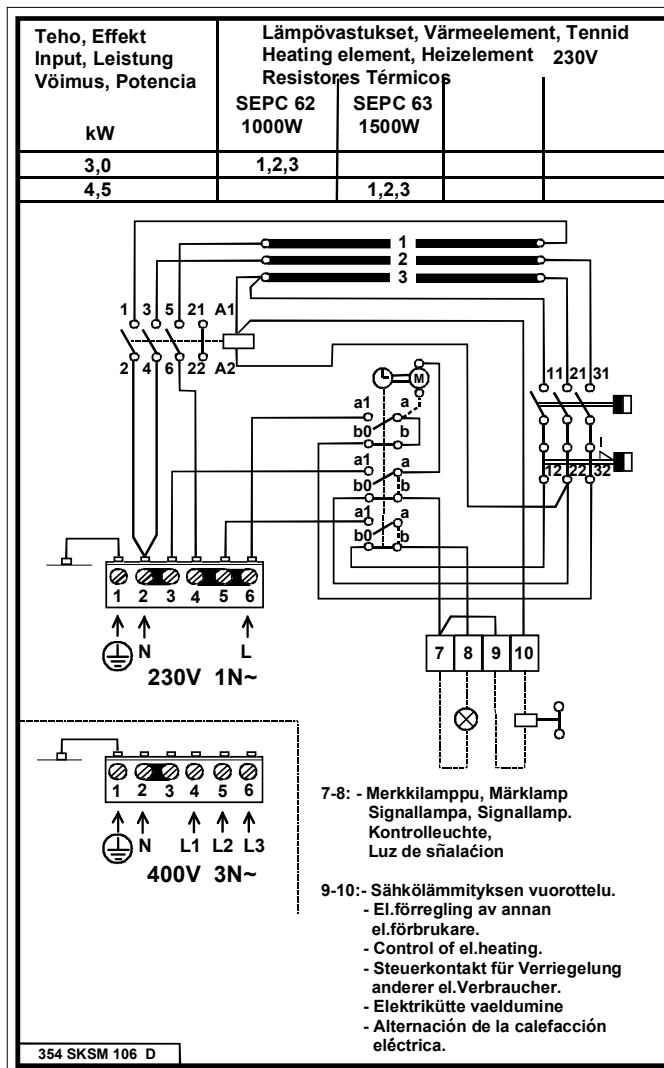 Teho, Effekt
Input, Leistung
Vöimus, Potencia
kW
Lämpövastukset, Värmeelement, Tennid
Heating element, Heizelement 230V
Resistores Térmicos
SEPC 62
1000W
SEPC 63
1500W
3,0 1,2,3
4,5 1,2,3
1
2
3
1 3 5 21 A1
2 4 6 22 A2
M
a1 a
b0 b
a1 a
b0 b
a1 a
b0 b
11 21 31
I
12 22 32
1 2 3 4 5 6
N L
230V 1N~
7 8 9 10
1 2 3 4 5 6
N L1 L2 L3
400V 3N~
7-8: - Merkkilamppu, Märklamp
Signallampa, Signallamp.
Kontrolleuchte,
Luz de sñalaćion
9-10:- Sähkölämmityksen vuorottelu.
- El.förregling av annan
el.förbrukare.
- Control of el.heating.
- Steuerkontakt für Verriegelung
anderer el.Verbraucher.
- Elektrikütte vaeldumine
- Alternación de la calefacción
eléctrica.
354 SKSM 106 D